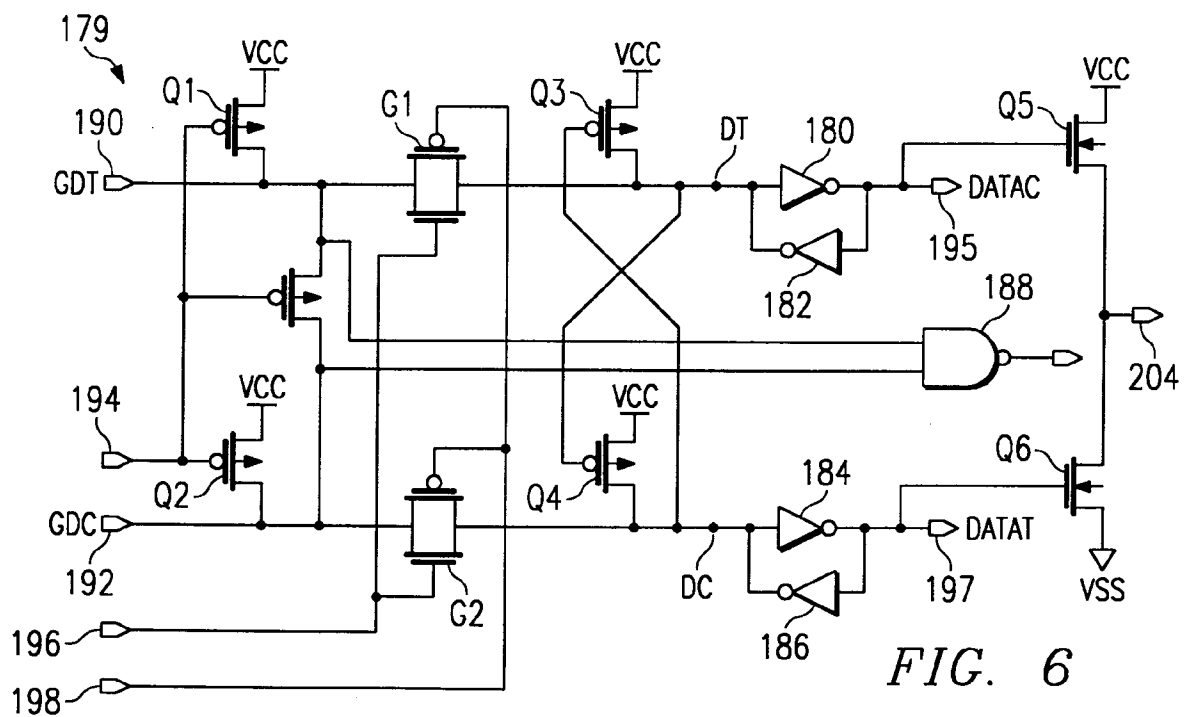 179
VCC
Q1
190
GDT
G1
VCC
Q3
DT
180
DATAC
195
182
VCC
Q5
188
204
194
VCC
Q2
GDC
192
G2
VCC
Q4
184
DC
186
DATAT
197
Q6
VSS
196
198
FIG. 6